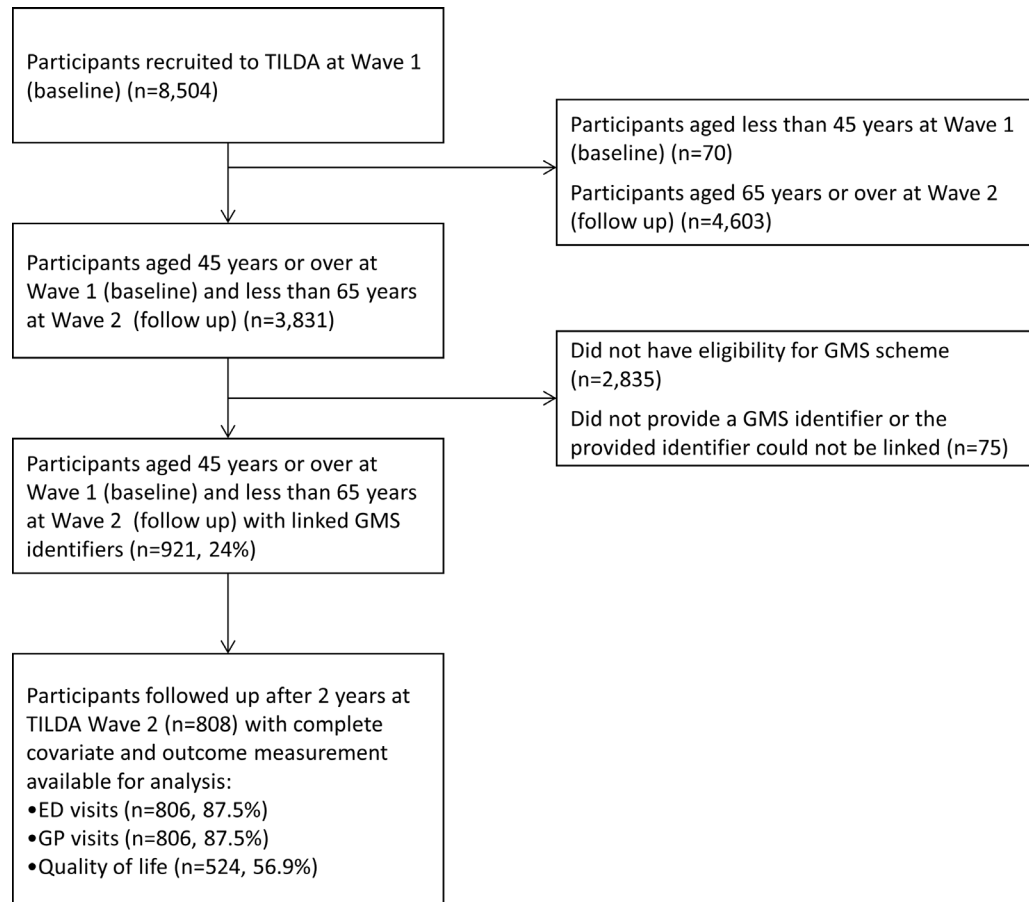 Participants recruited to TILDA at Wave 1
(baseline) (n=8,504)
Participants aged less than 45 years at Wave 1
(baseline) (n=70)
Participants aged 65 years or over at Wave 2
(follow up) (n=4,603)
Participants aged 45 years or over at
Wave 1 (baseline) and less than 65 years
at Wave 2  (follow up) (n=3,831)
Did not have eligibility for GMS scheme
(n=2,835)
Did not provide a GMS identifier or the
provided identifier could not be linked (n=75)
Participants aged 45 years or over at
Wave 1 (baseline) and less than 65 years
at Wave 2  (follow up) with linked GMS
identifiers (n=921, 24%)
Participants followed up after 2 years at
TILDA Wave 2 (n=808) with complete
covariate and outcome measurement
available for analysis:
•ED visits (n=806, 87.5%)
•GP visits (n=806, 87.5%)
•Quality of life (n=524, 56.9%)